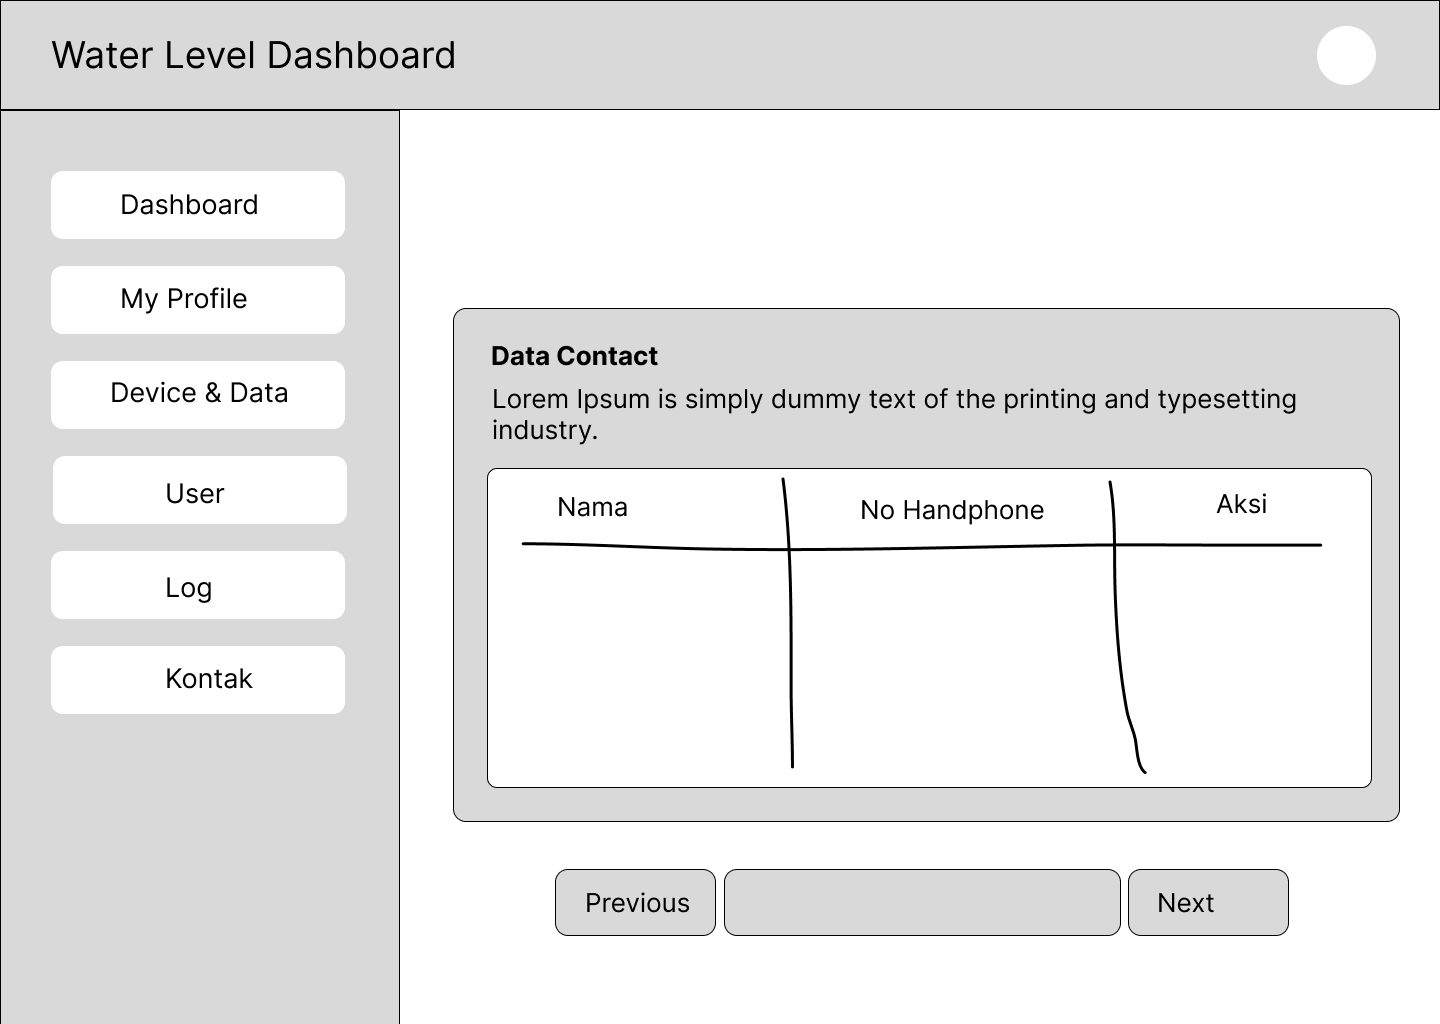 Water Level Dashboard
Dashboard
My Profile
Device & Data
User
Log
Kontak
Data Contact
Lorem Ipsum is simply dummy text of the printing and typesetting
industry.
Nama
No Handphone
Aksi
Previous
Next